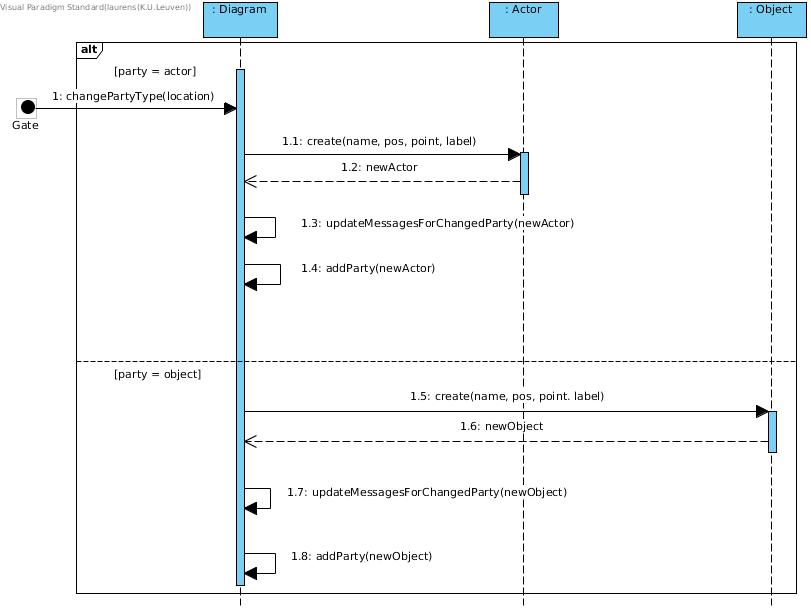 Visual Paradigm Standard(laurens(K.U.Leuven))
: Diagram
: Actor
: Object
alt
[party = actor]
1: changePartyType(location)
Gate
1.1: create(name, pos, point, label)
1.2: newActor
1.3: updateMessagesForChangedParty(newActor)
1.4: addParty(newActor)
[party = object]
1.5: create(name, pos, point. label)
1.6: newObject
1.7: updateMessagesForChangedParty(newObject)
1.8: addParty(newObject)